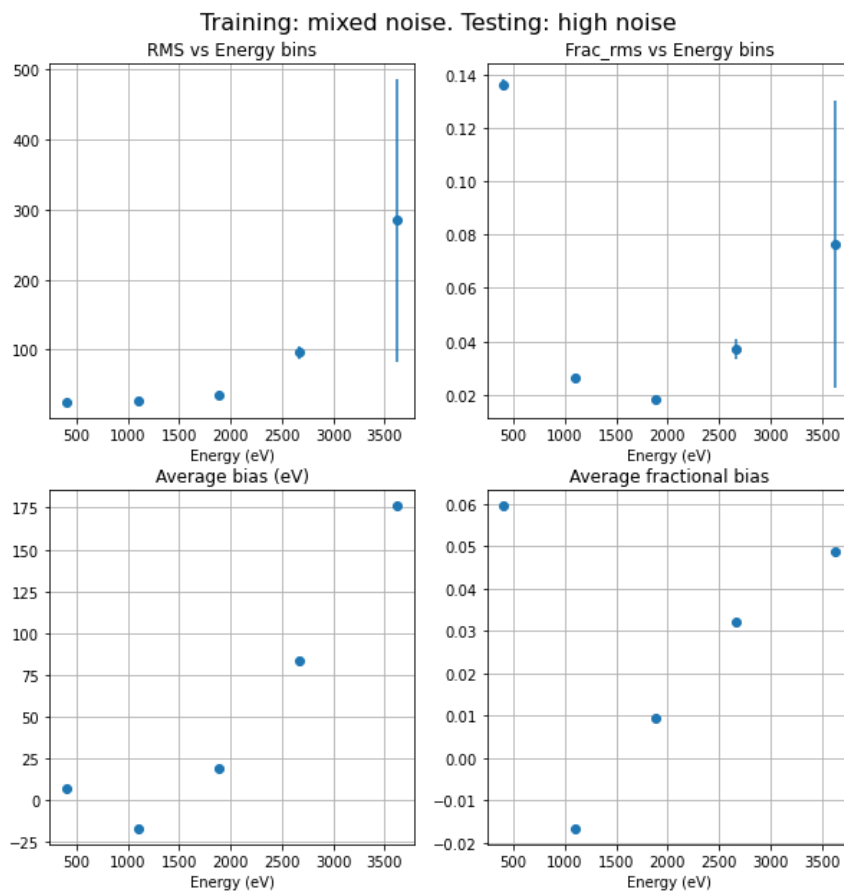 Training: mixed noise. Testing: high noise
RMS vs Energy bins
500
400
300
200
100
500 1000 1500 2000 2500 3000 3500
Energy (eV)
Frac_rms vs Energy bins
0.14
0.12
0.10
0.08
0.06
0.04
0.02
500 1000 1500 2000 2500 3000 3500
Energy (eV)
Average bias (eV)
175
150
125
100
75
50
25
0
−25
500 1000 1500 2000 2500 3000 3500
Energy (eV)
Average fractional bias
0.06
0.05
0.04
0.03
0.02
0.01
0.00
−0.01
−0.02
500 1000 1500 2000 2500 3000 3500
Energy (eV)